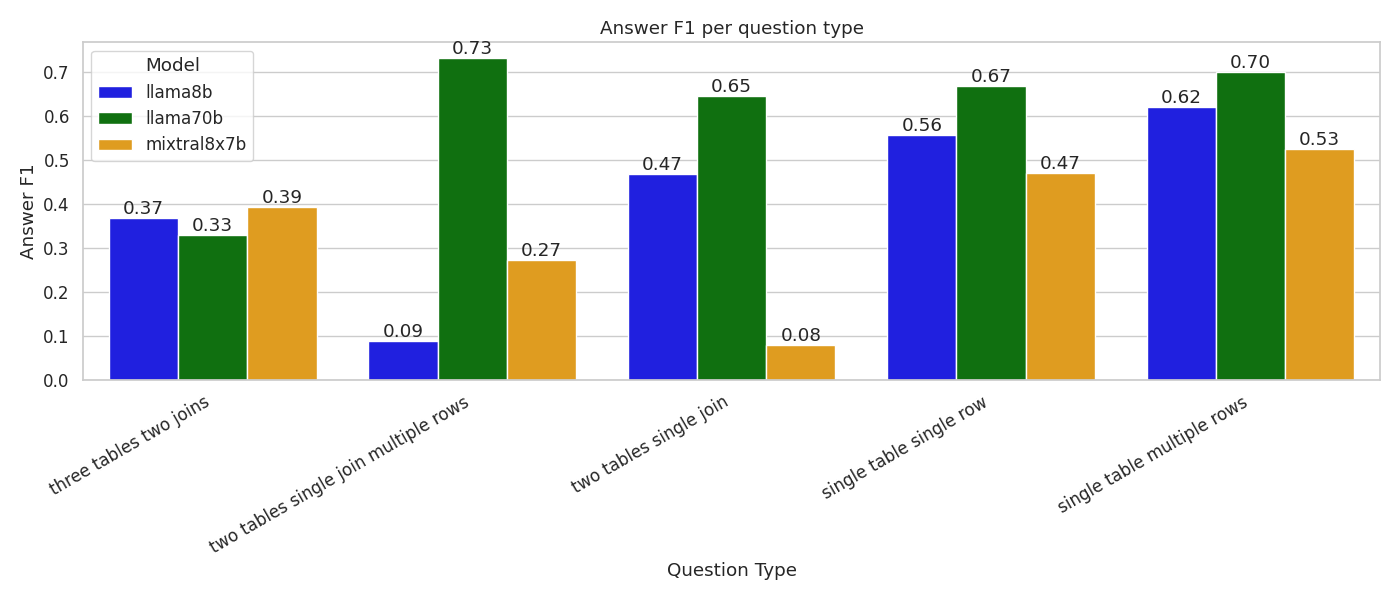 Answer F1 per question type
Model
llama8b
llama70b
mixtral8x7b
Answer F1
0.7
0.6
0.5
0.4
0.3
0.2
0.1
0.0
0.37
0.33
0.39
0.09
0.73
0.27
0.47
0.65
0.08
0.56
0.67
0.47
0.62
0.70
0.53
three tables two joins
two tables single join multiple rows
two tables single join
single table single row
single table multiple rows
Question Type